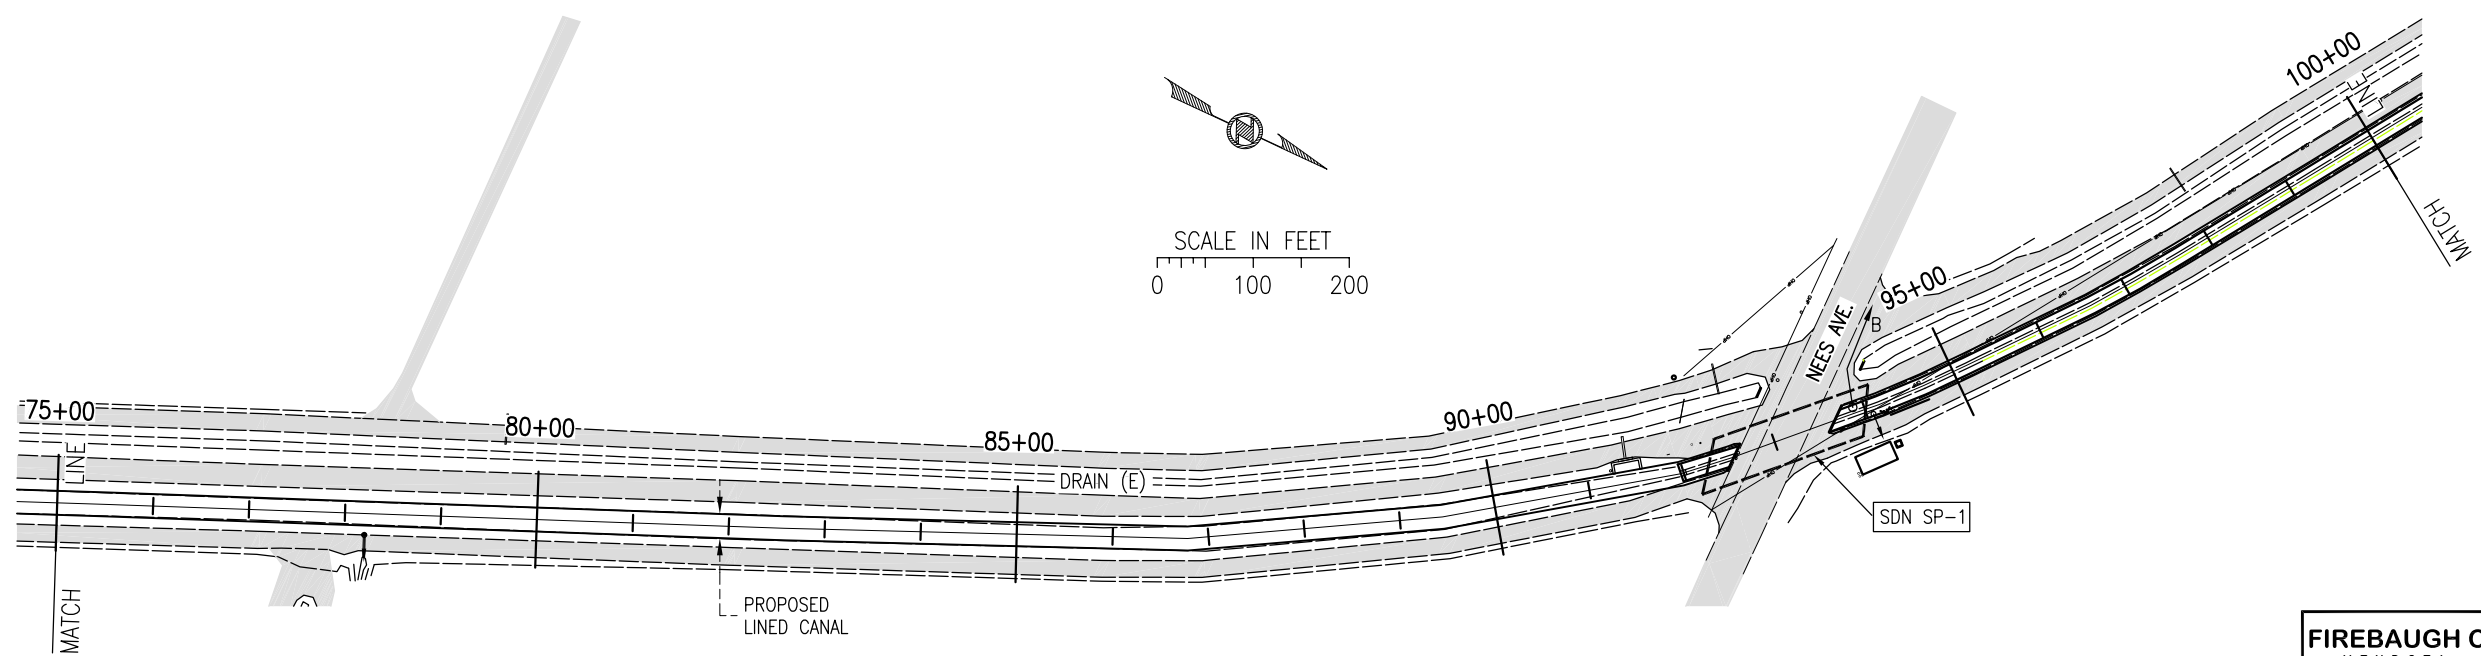 100+00
LINE
SCALE IN FEET
0 100 200
MATCH
95+00
NEES AVE.
B
75+00
80+00
85+00
90+00
LINE
DRAIN (E)
SDN SP-1
PROPOSED
LINED CANAL
MATCH
FIREBAUGH C